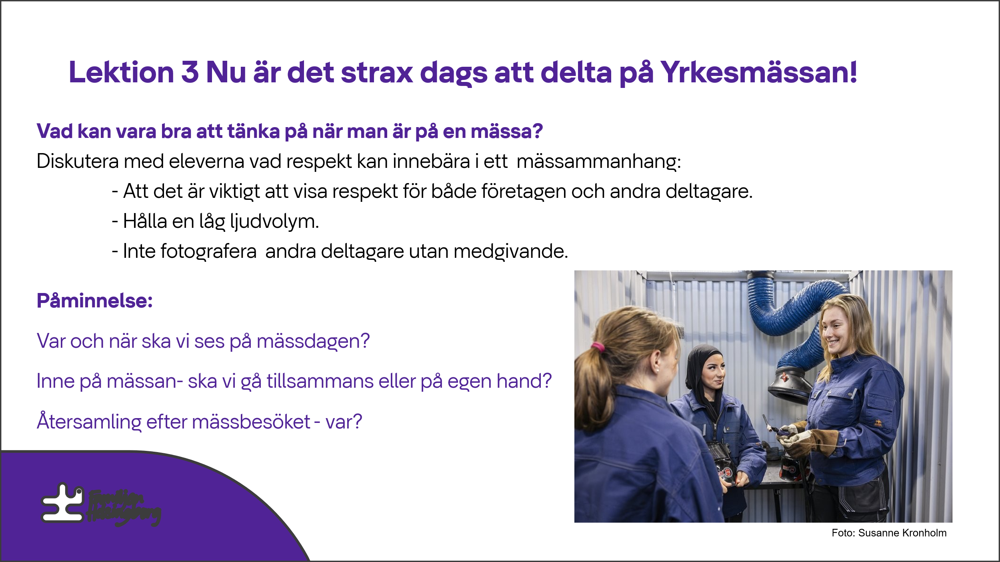 Lektion 3 Nu är det strax dags att delta på Yrkesmässan!
Vad kan vara bra att tänka på när man är på en mässa?
Diskutera med eleverna vad respekt kan innebära i ett  mässammanhang:
- Att det är viktigt att visa respekt för både företagen och andra deltagare.
- Hålla en låg ljudvolym.
- Inte fotografera  andra deltagare utan medgivande.
Påminnelse:
Var och när ska vi ses på mässdagen?
Inne på mässan- ska vi gå tillsammans eller på egen hand?
Återsamling efter mässbesöket - var?
Foto: Susanne Kronholm